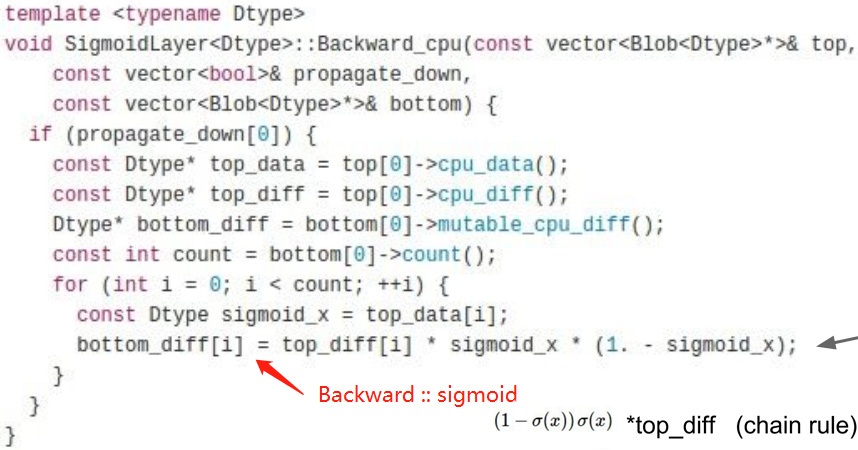 template <typename Dtype>
void SigmoidLayer<Dtype>::Backward_cpu(const vector<Blob<Dtype>*>& top,
    const vector<bool>& propagate_down,
    const vector<Blob<Dtype>*>& bottom) {
  if (propagate_down[0]) {
    const Dtype* top_data = top[0]->cpu_data();
    const Dtype* top_diff = top[0]->cpu_diff();
    Dtype* bottom_diff = bottom[0]->mutable_cpu_diff();
    const int count = bottom[0]->count();
    for (int i = 0; i < count; ++i) {
      const Dtype sigmoid_x = top_data[i];
      bottom_diff[i] = top_diff[i] * sigmoid_x * (1. - sigmoid_x);
    }
Backward :: sigmoid
  }
(1 − σ(x))σ(x) *top_diff (chain rule)
}